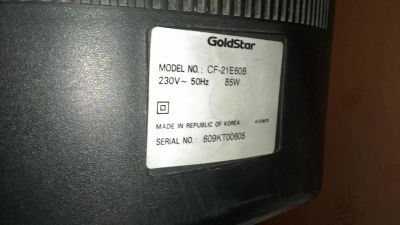 GoldStar
MODEL NO.: CF-21E60B
230V~ 50Hz 85W
MADE IN REPUBLIC OF KOREA
SERIAL NO.: 609KT00605